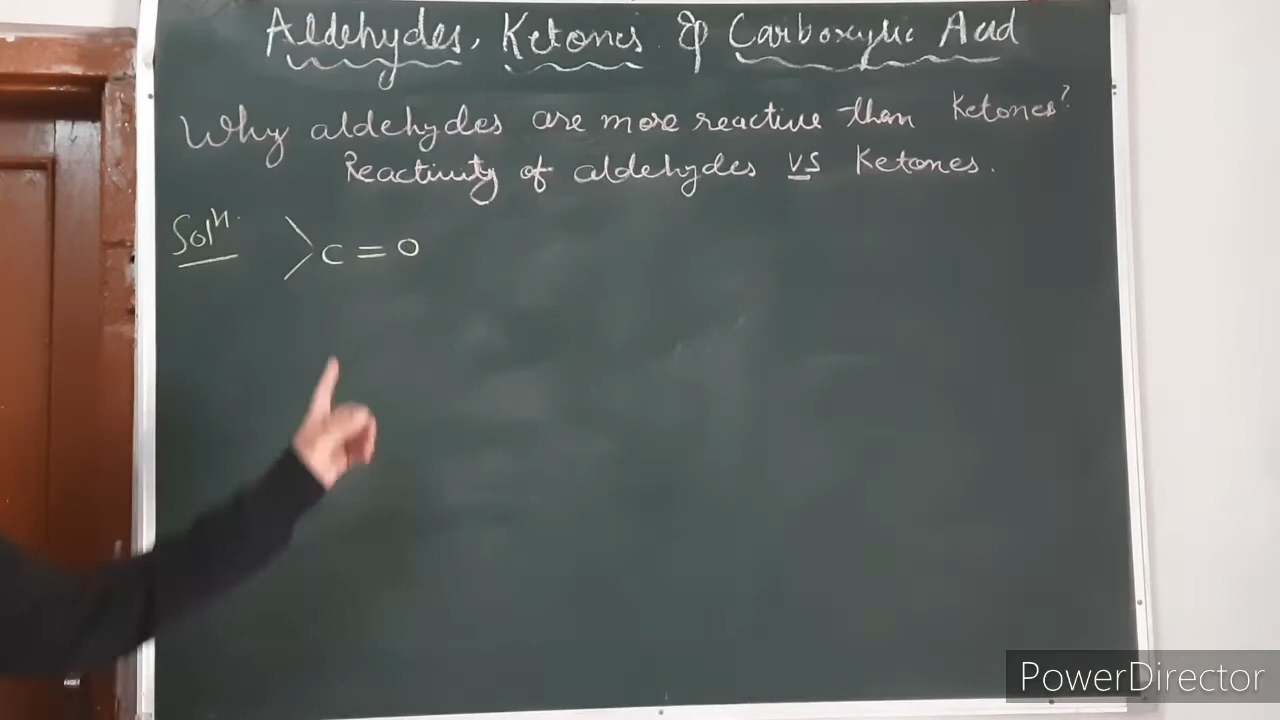 Aldehydes, Ketones & Carboxylic Acid
Why aldehydes are more reactive than Ketones?
Reactivity of aldehydes vs Ketones.
Solⁿ. >C=O
PowerDirector